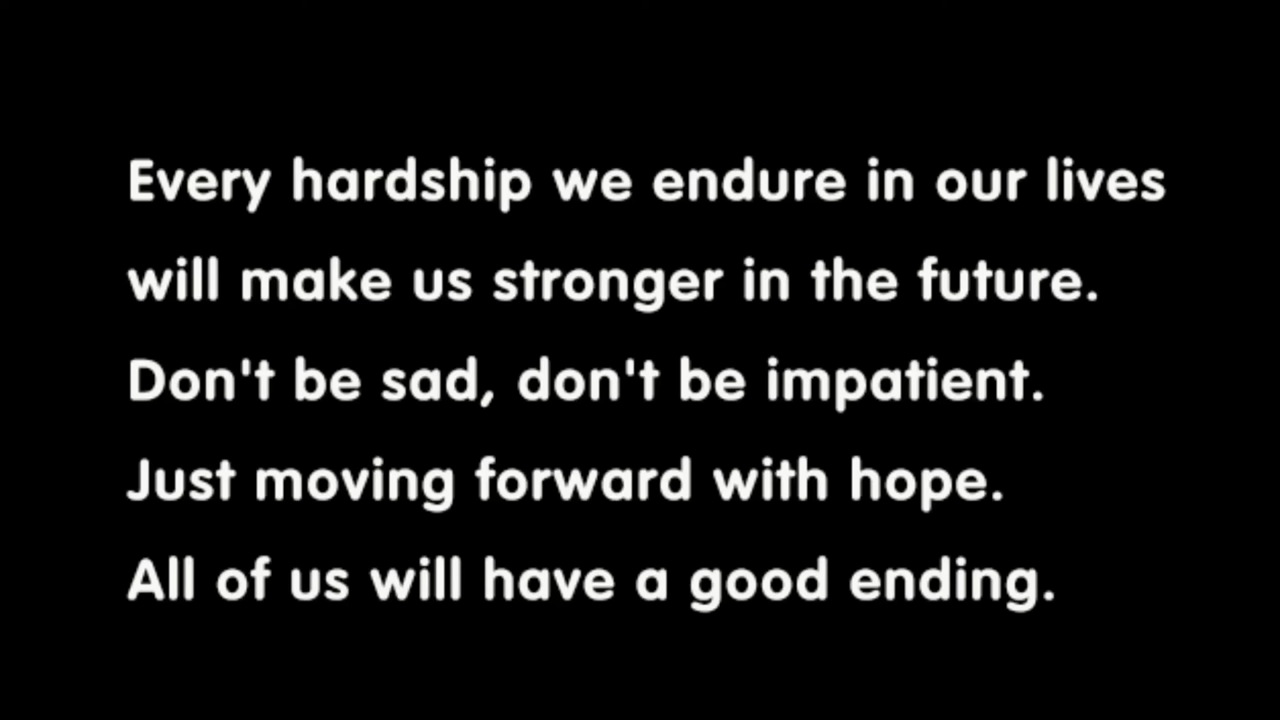 Every hardship we endure in our lives
will make us stronger in the future.
Don't be sad, don't be impatient.
Just moving forward with hope.
All of us will have a good ending.